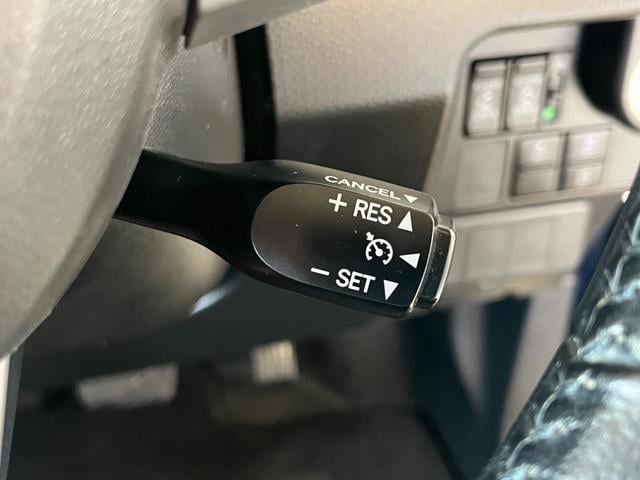 CANCEL▼
+ RES ▲
◀
− SET ▼